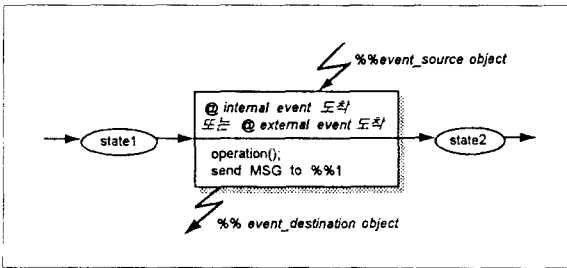 %%event_source object
@ internal event 도착
또는 @ external event 도착
state1
state2
operation();
send MSG to %%1
%% event_destination object